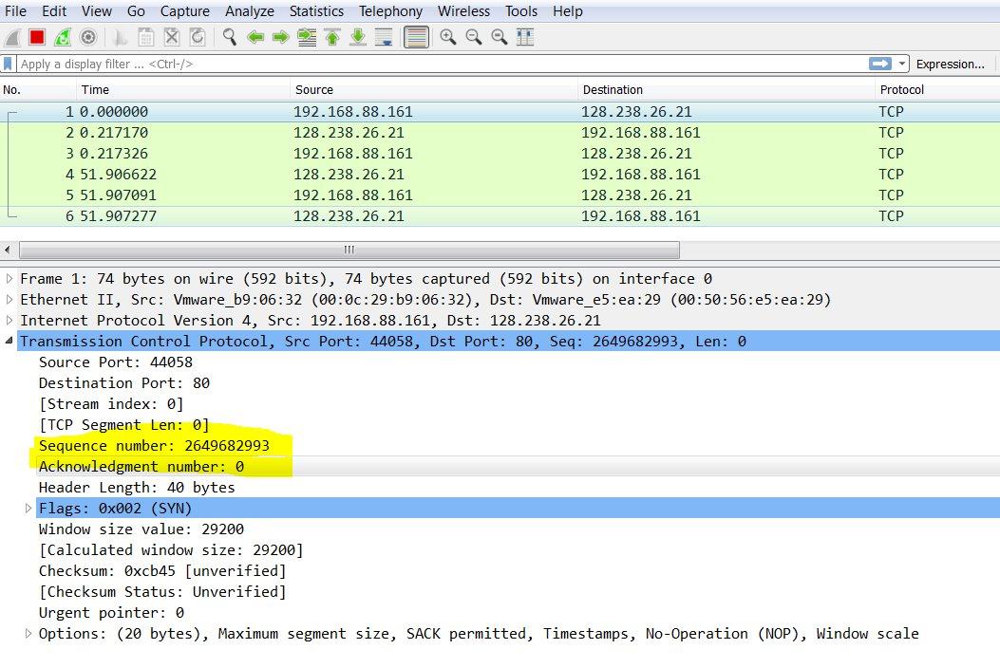 File Edit View Go Capture Analyze Statistics Telephony Wireless Tools Help
Apply a display filter ... <Ctrl-/> Expression...
No. Time Source Destination Protocol
1 0.000000 192.168.88.161 128.238.26.21 TCP
2 0.217170 128.238.26.21 192.168.88.161 TCP
3 0.217326 192.168.88.161 128.238.26.21 TCP
4 51.906622 128.238.26.21 192.168.88.161 TCP
5 51.907091 192.168.88.161 128.238.26.21 TCP
6 51.907277 128.238.26.21 192.168.88.161 TCP
Frame 1: 74 bytes on wire (592 bits), 74 bytes captured (592 bits) on interface 0
Ethernet II, Src: Vmware_b9:06:32 (00:0c:29:b9:06:32), Dst: Vmware_e5:ea:29 (00:50:56:e5:ea:29)
Internet Protocol Version 4, Src: 192.168.88.161, Dst: 128.238.26.21
Transmission Control Protocol, Src Port: 44058, Dst Port: 80, Seq: 2649682993, Len: 0
Source Port: 44058
Destination Port: 80
[Stream index: 0]
[TCP Segment Len: 0]
Sequence number: 2649682993
Acknowledgment number: 0
Header Length: 40 bytes
Flags: 0x002 (SYN)
Window size value: 29200
[Calculated window size: 29200]
Checksum: 0xcb45 [unverified]
[Checksum Status: Unverified]
Urgent pointer: 0
Options: (20 bytes), Maximum segment size, SACK permitted, Timestamps, No-Operation (NOP), Window scale